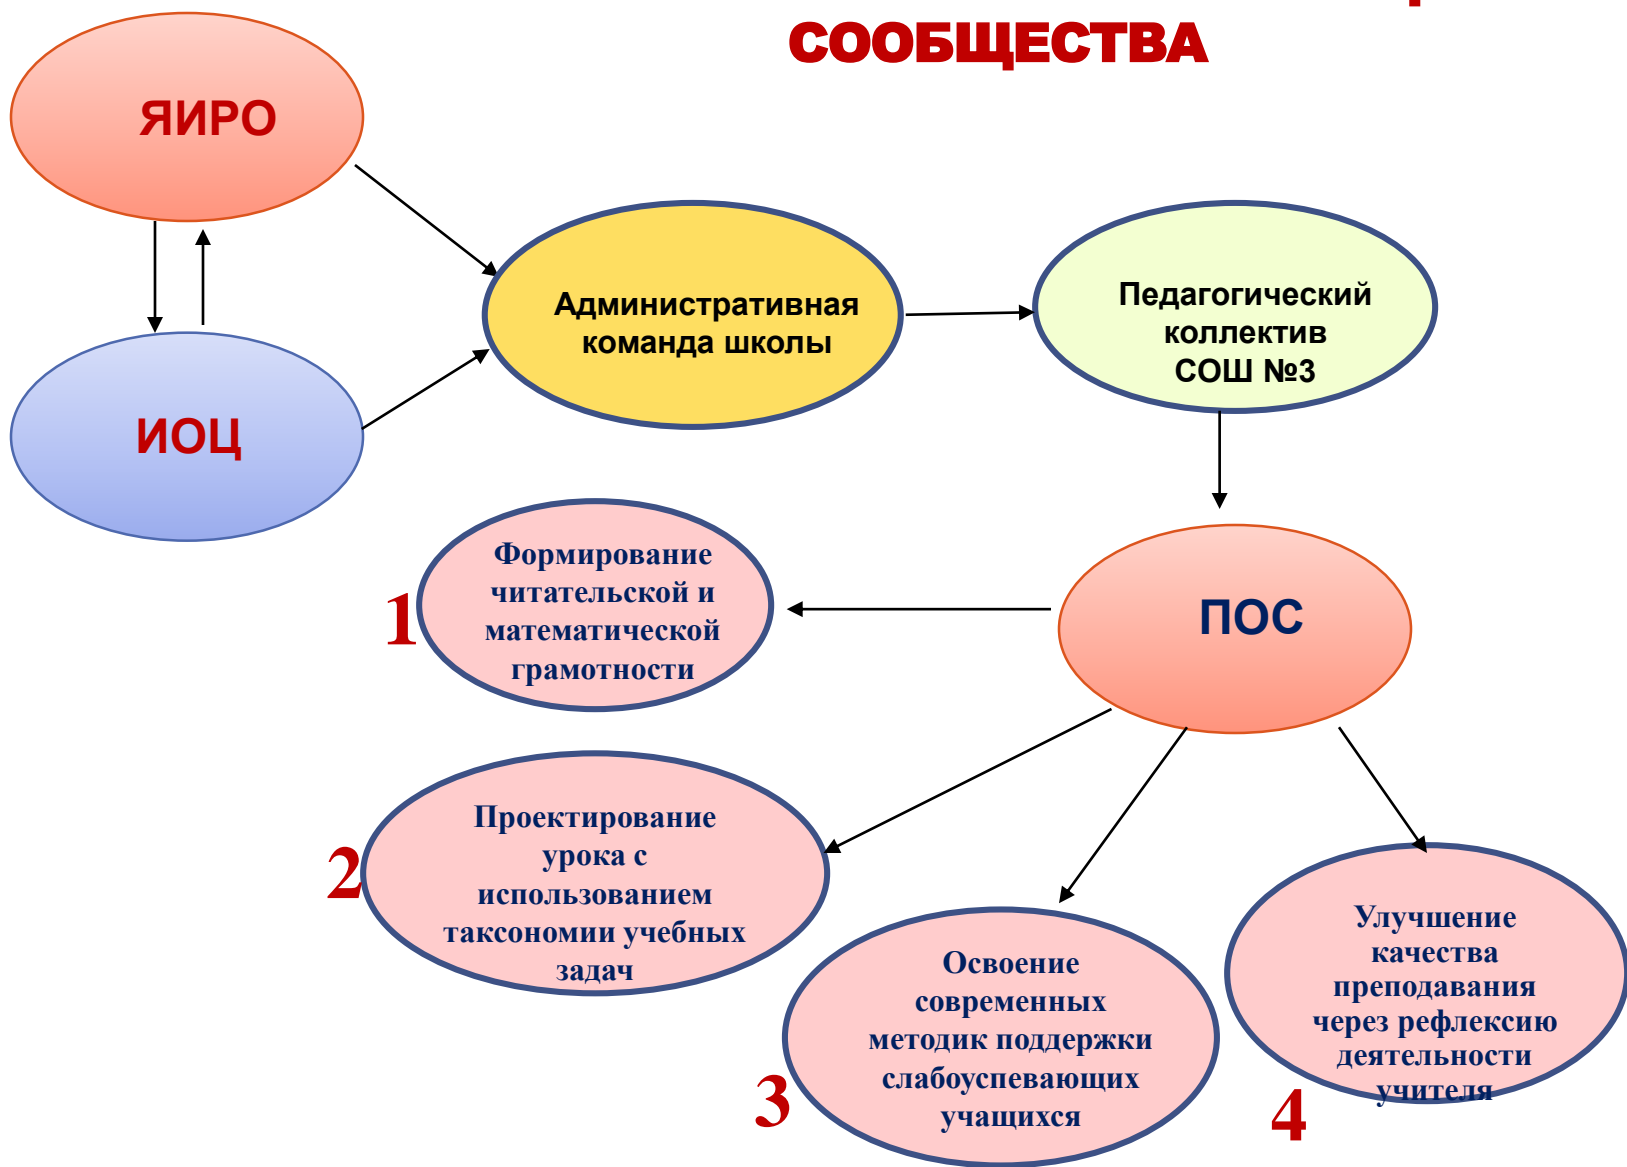 СООБЩЕСТВА
ЯИРО
ИОЦ
Административная
команда школы
Педагогический
коллектив
СОШ №3
ПОС
1
Формирование
читательской и
математической
грамотности
2
Проектирование
урока с
использованием
таксономии учебных
задач
3
Освоение
современных
методик поддержки
слабоуспевающих
учащихся
4
Улучшение
качества
преподавания
через рефлексию
деятельности
учителя